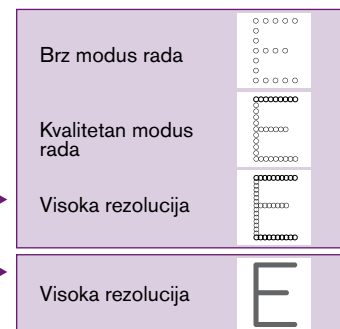 Brz modus rada
E
Kvalitetan modus
rada
E
Visoka rezolucija
E
Visoka rezolucija
E